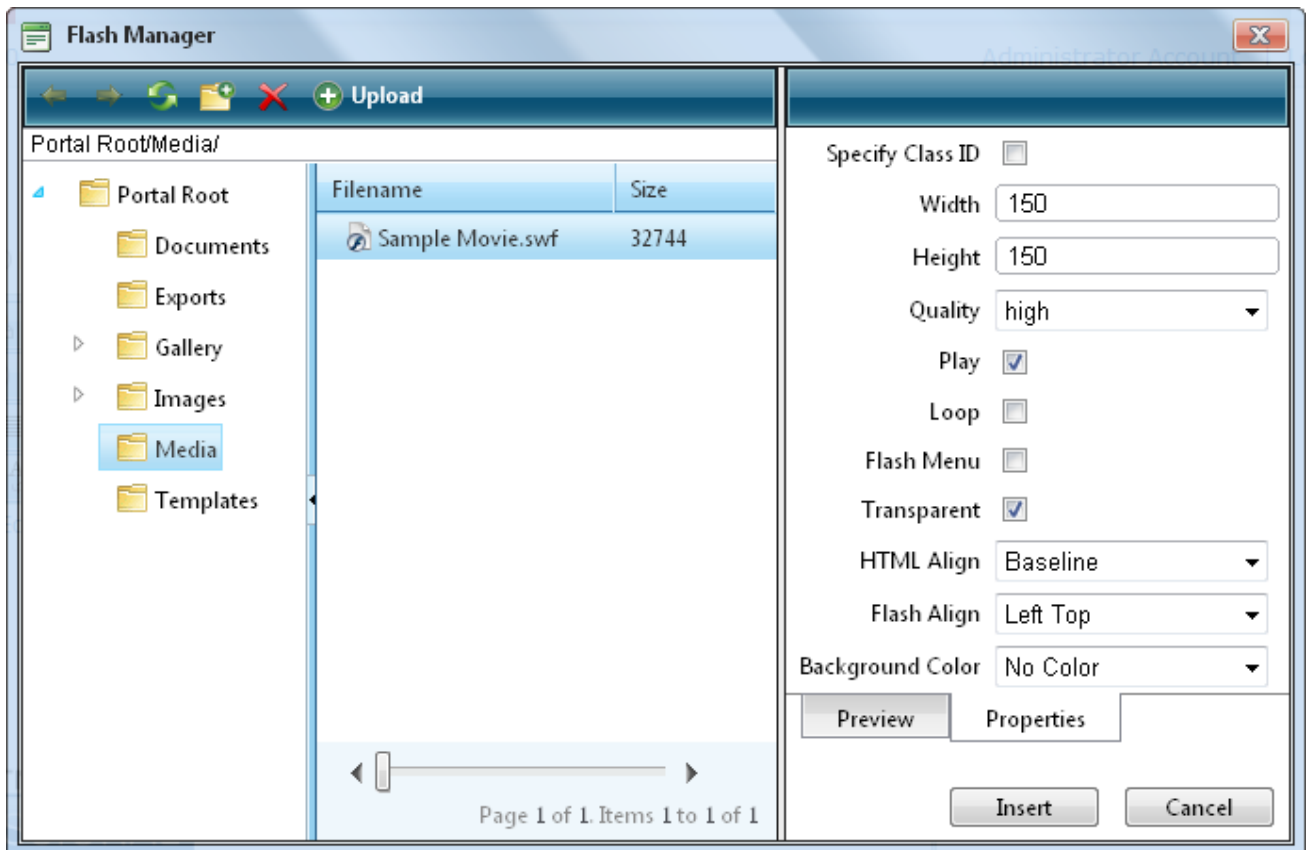 Flash Manager
Administrator Account
Upload
Portal Root/Media/
Portal Root
Documents
Exports
Gallery
Images
Media
Templates
Filename Size
Sample Movie.swf 32744
Page 1 of 1. Items 1 to 1 of 1
Specify Class ID
Width 150
Height 150
Quality high
Play
Loop
Flash Menu
Transparent
HTML Align Baseline
Flash Align Left Top
Background Color No Color
Preview Properties
Insert Cancel